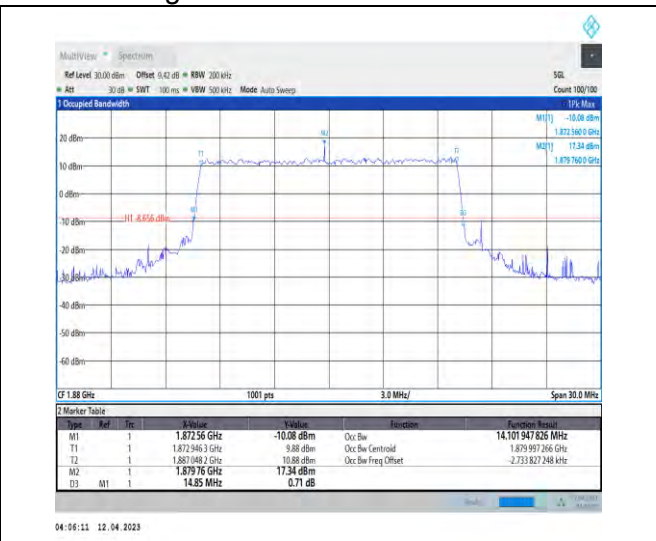 MultiView Spectrum
Ref Level 30.00 dBm Offset 9.42 dB RBW 200 kHz SGL
Att 30 dB SWT 100 ms VBW 500 kHz Mode Auto Sweep Count 100/100
1 Occupied Bandwidth 1Pk Max
M1[1] -10.08 dBm
1.872 560 0 GHz
M2[1] 17.34 dBm
1.879 760 0 GHz
M2
20 dBm
T1 T2
10 dBm
0 dBm
M1 D3
-10 dBm H1 -8.656 dBm
-20 dBm
-30 dBm
-40 dBm
-50 dBm
-60 dBm
CF 1.88 GHz 1001 pts 3.0 MHz/ Span 30.0 MHz
2 Marker Table
Type Ref Trc X-Value Y-Value Function Function Result
M1 1 1.872 56 GHz -10.08 dBm Occ Bw 14.101 947 826 MHz
T1 1 1.872 946 3 GHz 9.88 dBm Occ Bw Centroid 1.879 997 266 GHz
T2 1 1.887 048 2 GHz 10.88 dBm Occ Bw Freq Offset -2.733 827 248 kHz
M2 1 1.879 76 GHz 17.34 dBm
D3 M1 1 14.85 MHz 0.71 dB
04:06:11 12.04.2023